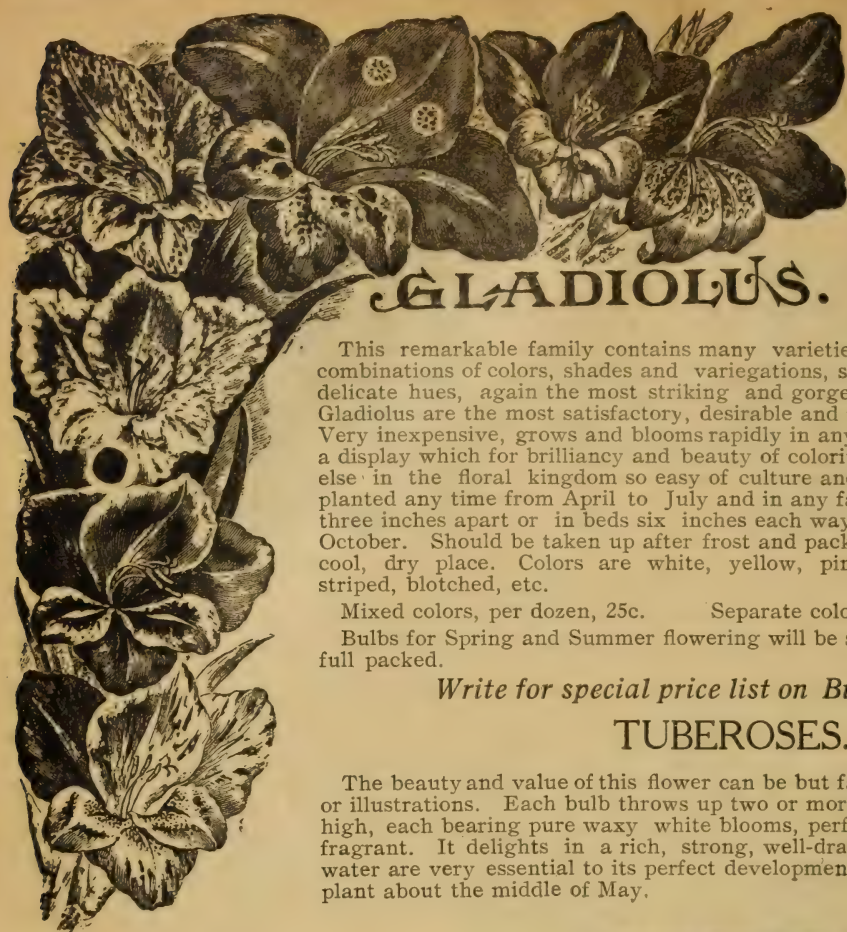 GLADIOLUS.
This remarkable family contains many varietie
combinations of colors, shades and variegations, s
delicate hues, again the most striking and gorge
Gladiolus are the most satisfactory, desirable and
Very inexpensive, grows and blooms rapidly in any
a display which for brilliancy and beauty of colori
else in the floral kingdom so easy of culture and
planted any time from April to July and in any fa
three inches apart or in beds six inches each way
October. Should be taken up after frost and pack
cool, dry place. Colors are white, yellow, pin
striped, blotched, etc.
Mixed colors, per dozen, 25c. Separate colo
Bulbs for Spring and Summer flowering will be s
full packed.
Write for special price list on Bu
TUBEROSES.
The beauty and value of this flower can be but fa
or illustrations. Each bulb throws up two or mor
high, each bearing pure waxy white blooms, perf
fragrant. It delights in a rich, strong, well-dra
water are very essential to its perfect developmen
plant about the middle of May.